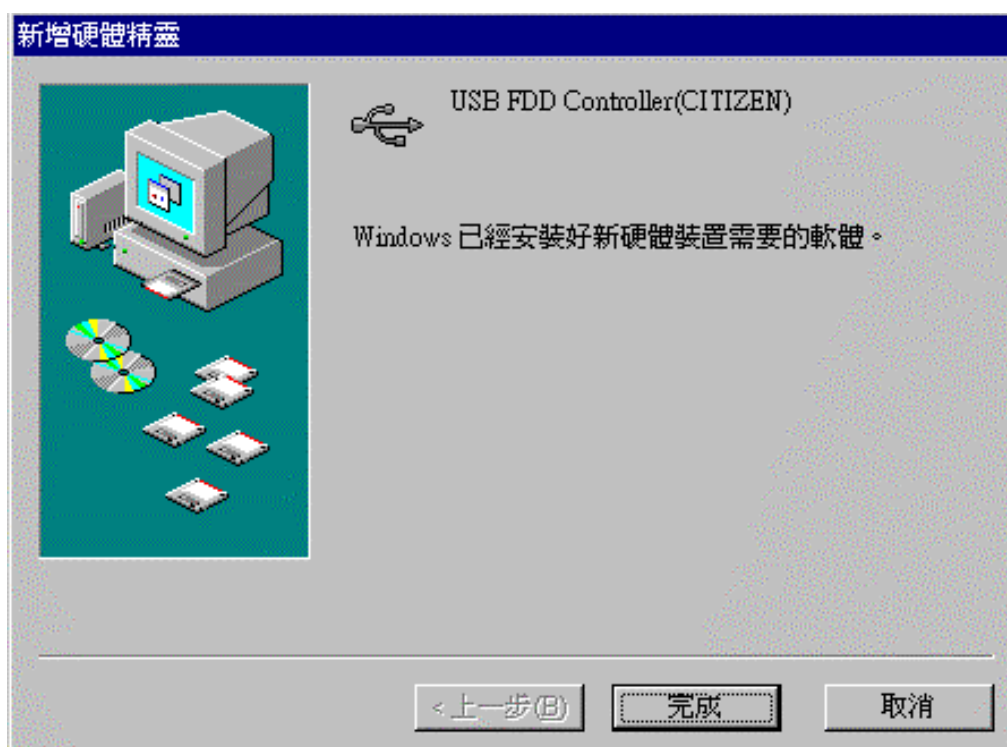 新增硬體精靈
USB FDD Controller(CITIZEN)
Windows 已經安裝好新硬體裝置需要的軟體。
<上一步(B)
完成
取消